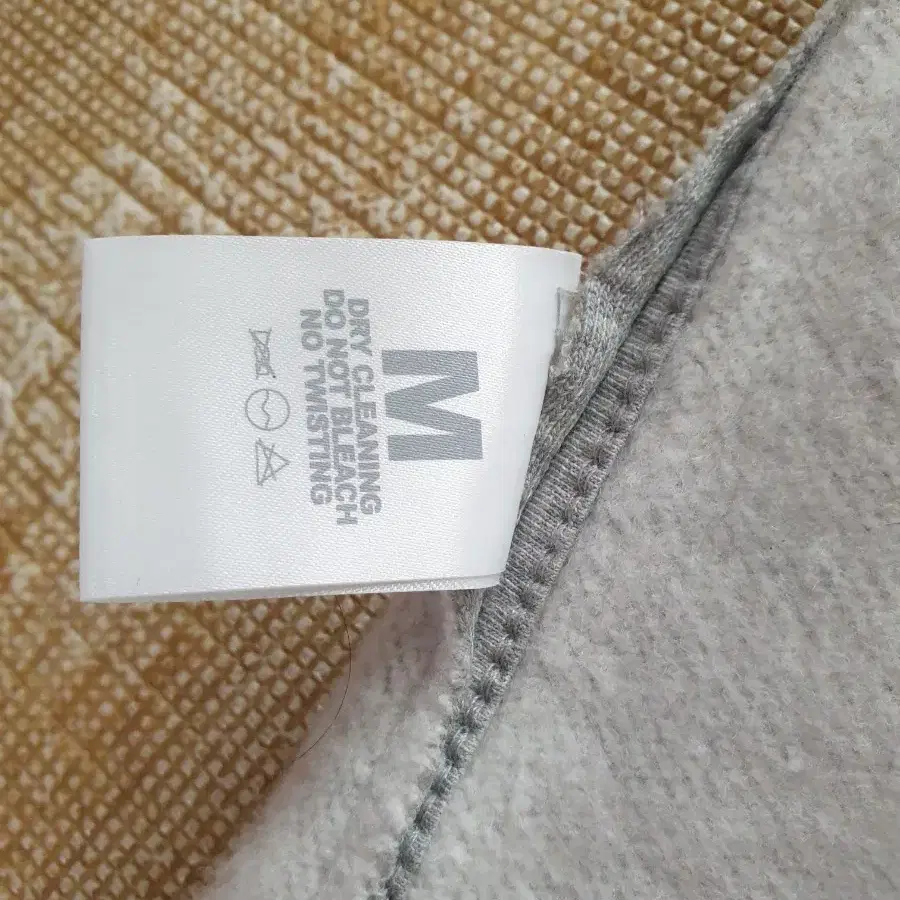 M
DRY CLEANING
DO NOT BLEACH
NO TWISTING